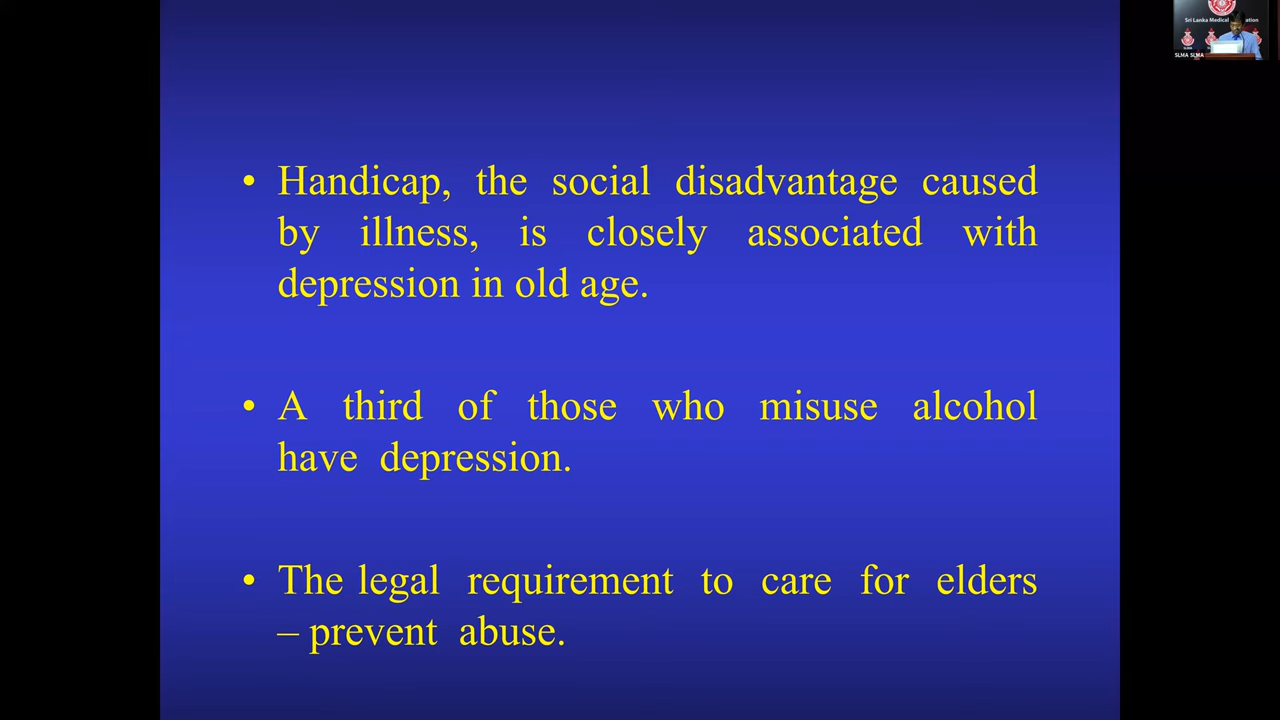 Sri Lanka Medical
SLMA SLMA
• Handicap, the social disadvantage caused
by illness, is closely associated with
depression in old age.
• A third of those who misuse alcohol
have depression.
• The legal requirement to care for elders
– prevent abuse.